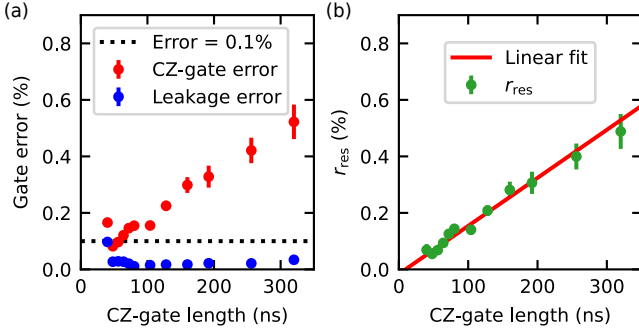 (a)
Gate error (%)
0.8
0.6
0.4
0.2
0.0
Error = 0.1%
CZ-gate error
Leakage error
0
100
200
300
CZ-gate length (ns)
(b)
r_res (%)
0.8
0.6
0.4
0.2
0.0
Linear fit
r_res
0
100
200
300
CZ-gate length (ns)